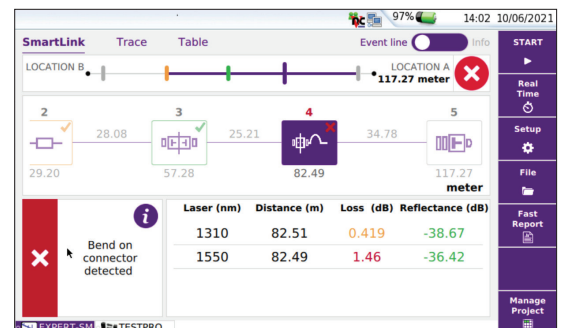 97% 14:02 10/06/2021
SmartLink Trace Table Event line Info
LOCATION B
LOCATION A
117.27 meter
2 3 4 5
28.08 25.21 34.78
29.20 57.28 82.49 117.27
meter
Bend on
connector
detected
Laser (nm) Distance (m) Loss (dB) Reflectance (dB)
1310 82.51 0.419 -38.67
1550 82.49 1.46 -36.42
EXPERT-SM TESTPRO
START
Real
Time
Setup
File
Fast
Report
Manage
Project